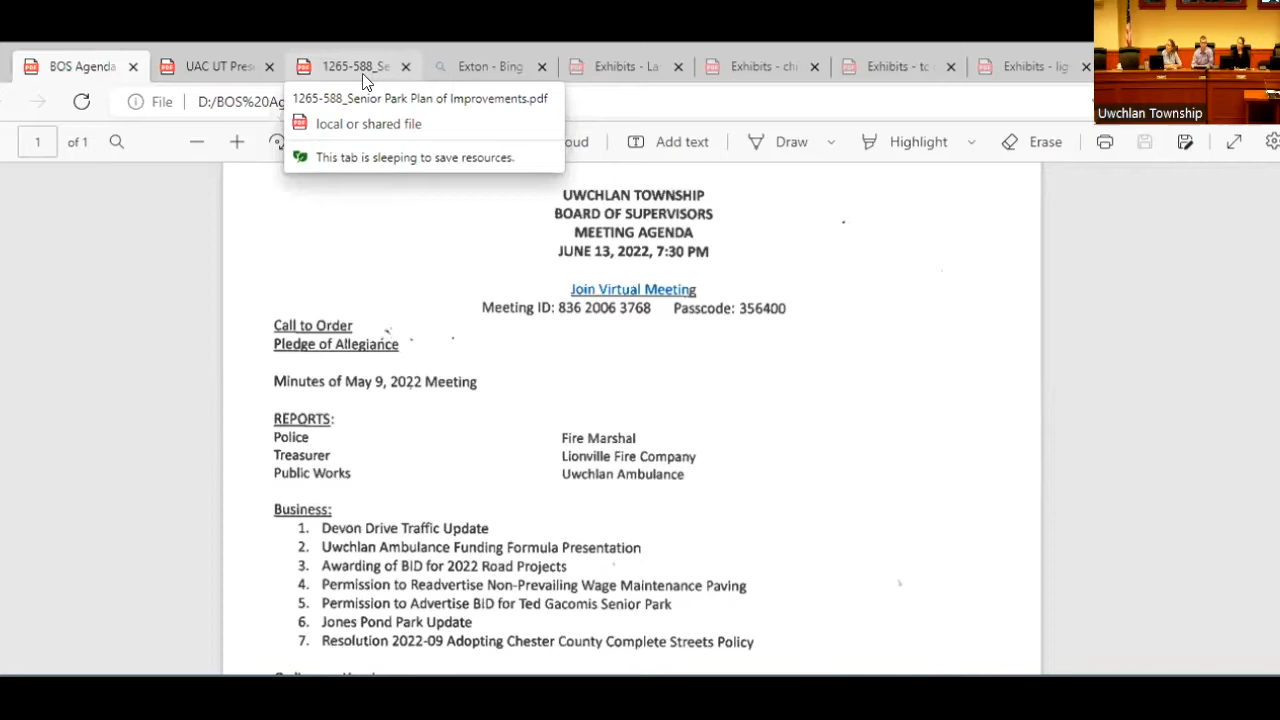 BOS Agenda
UAC UT Pres
1265-588_Se
Exton - Bing
Exhibits - La
Exhibits - ch
Exhibits - to
Exhibits - lig
File D:/BOS%20Ag
1265-588_Senior Park Plan of Improvements.pdf
local or shared file
This tab is sleeping to save resources.
1 of 1
oud
Add text
Draw
Highlight
Erase
Uwchlan Township
UWCHLAN TOWNSHIP
BOARD OF SUPERVISORS
MEETING AGENDA
JUNE 13, 2022, 7:30 PM
Join Virtual Meeting
Meeting ID: 836 2006 3768 Passcode: 356400
Call to Order
Pledge of Allegiance
Minutes of May 9, 2022 Meeting
REPORTS:
Police Fire Marshal
Treasurer Lionville Fire Company
Public Works Uwchlan Ambulance
Business:
1. Devon Drive Traffic Update
2. Uwchlan Ambulance Funding Formula Presentation
3. Awarding of BID for 2022 Road Projects
4. Permission to Readvertise Non-Prevailing Wage Maintenance Paving
5. Permission to Advertise BID for Ted Gacomis Senior Park
6. Jones Pond Park Update
7. Resolution 2022-09 Adopting Chester County Complete Streets Policy